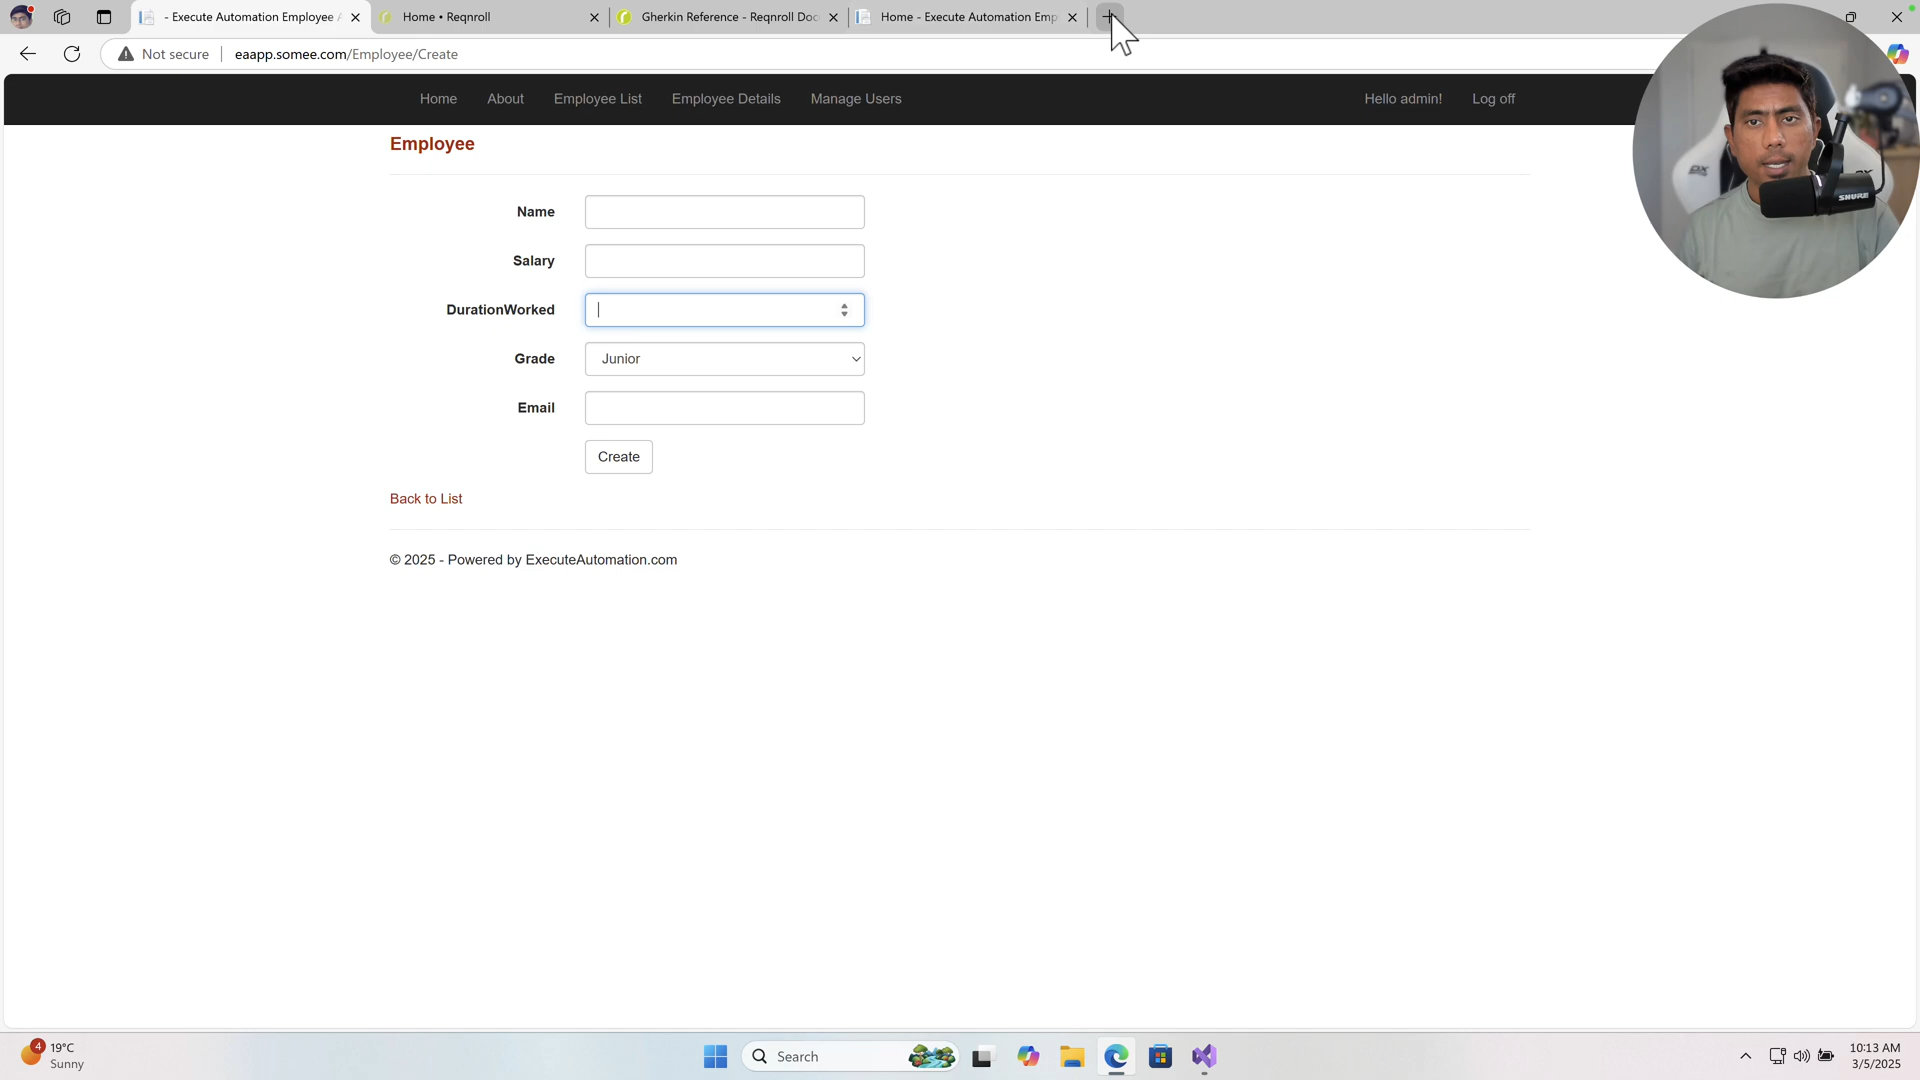 - Execute Automation Employee A
Home • Reqnroll
Gherkin Reference - Reqnroll Doc
Home - Execute Automation Emp
Not secure
eaapp.somee.com/Employee/Create
Home
About
Employee List
Employee Details
Manage Users
Hello admin!
Log off
Employee
Name
Salary
DurationWorked
Grade
Junior
Email
Create
Back to List
© 2025 - Powered by ExecuteAutomation.com
SHURE
4
19°C
Sunny
Search
10:13 AM
3/5/2025